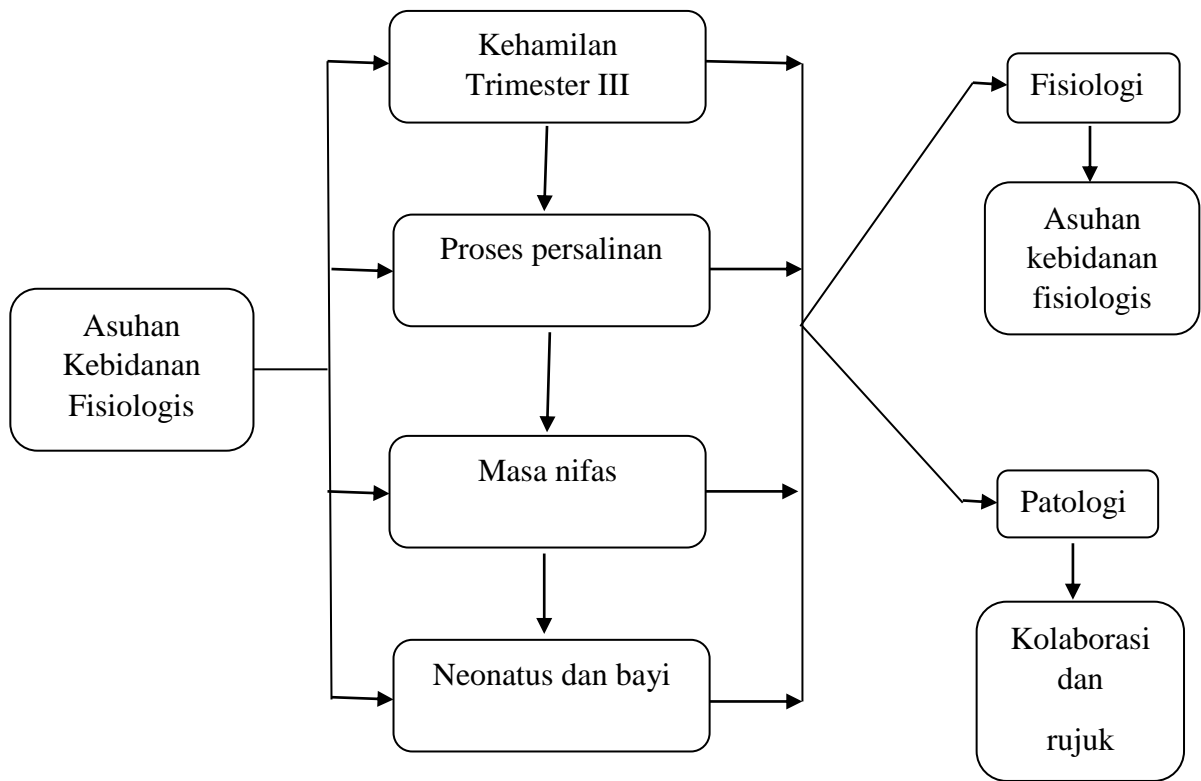 Asuhan
Kebidanan
Fisiologis
Kehamilan
Trimester III
Proses persalinan
Masa nifas
Neonatus dan bayi
Fisiologi
Asuhan
kebidanan
fisiologis
Patologi
Kolaborasi
dan
rujuk